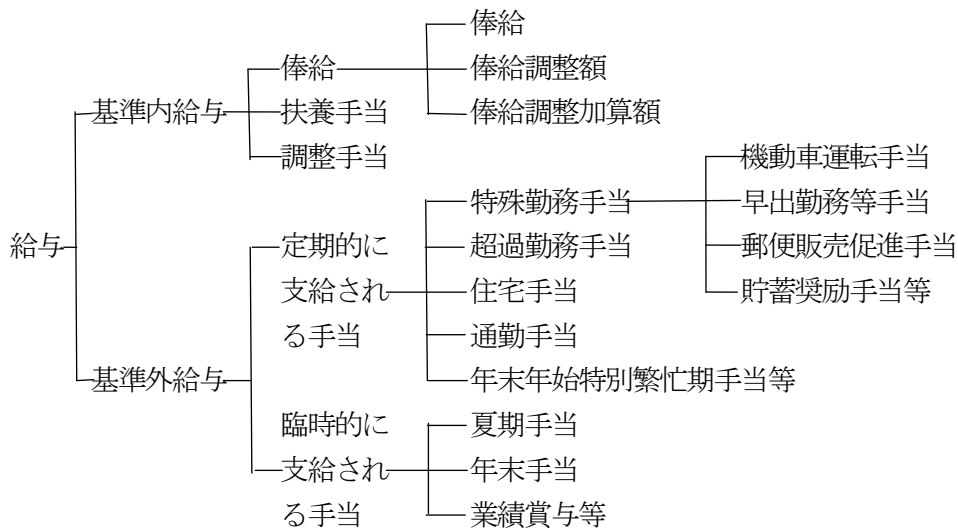 給与
基準内給与
俸給
俸給
俸給調整額
俸給調整加算額
扶養手当
調整手当
基準外給与
定期的に
支給され
る手当
特殊勤務手当
機動車運転手当
早出勤務等手当
郵便販売促進手当
貯蓄奨励手当等
超過勤務手当
住宅手当
通勤手当
年末年始特別繁忙期手当等
臨時的に
支給され
る手当
夏期手当
年末手当
業績賞与等